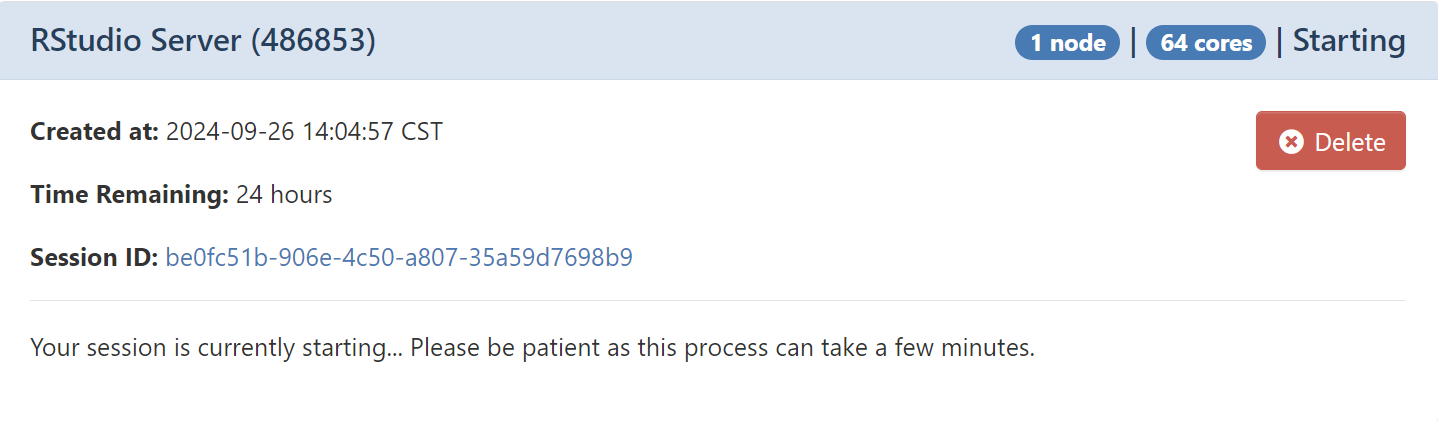 RStudio Server (486853) 1 node | 64 cores | Starting
Created at: 2024-09-26 14:04:57 CST
Delete
Time Remaining: 24 hours
Session ID: be0fc51b-906e-4c50-a807-35a59d7698b9
Your session is currently starting... Please be patient as this process can take a few minutes.